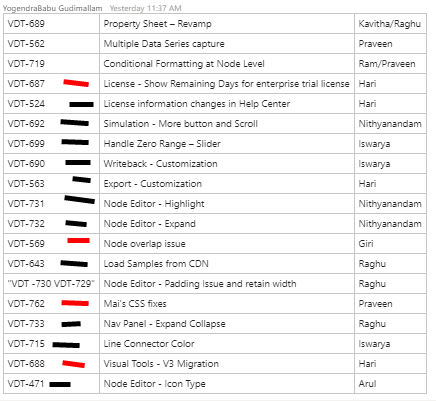 YogendraBabu Gudimallam Yesterday 11:37 AM
VDT-689 Property Sheet – Revamp Kavitha/Raghu
VDT-562 Multiple Data Series capture Praveen
VDT-719 Conditional Formatting at Node Level Ram/Praveen
VDT-687 License - Show Remaining Days for enterprise trial license Hari
VDT-524 License information changes in Help Center Hari
VDT-692 Simulation - More button and Scroll Nithyanandam
VDT-699 Handle Zero Range – Slider Iswarya
VDT-690 Writeback - Customization Iswarya
VDT-563 Export - Customization Hari
VDT-731 Node Editor - Highlight Nithyanandam
VDT-732 Node Editor - Expand Nithyanandam
VDT-569 Node overlap issue Giri
VDT-643 Load Samples from CDN Raghu
"VDT -730 VDT-729" Node Editor - Padding Issue and retain width Raghu
VDT-762 Mai's CSS fixes Praveen
VDT-733 Nav Panel - Expand Collapse Raghu
VDT-715 Line Connector Color Iswarya
VDT-688 Visual Tools - V3 Migration Hari
VDT-471 Node Editor - Icon Type Arul